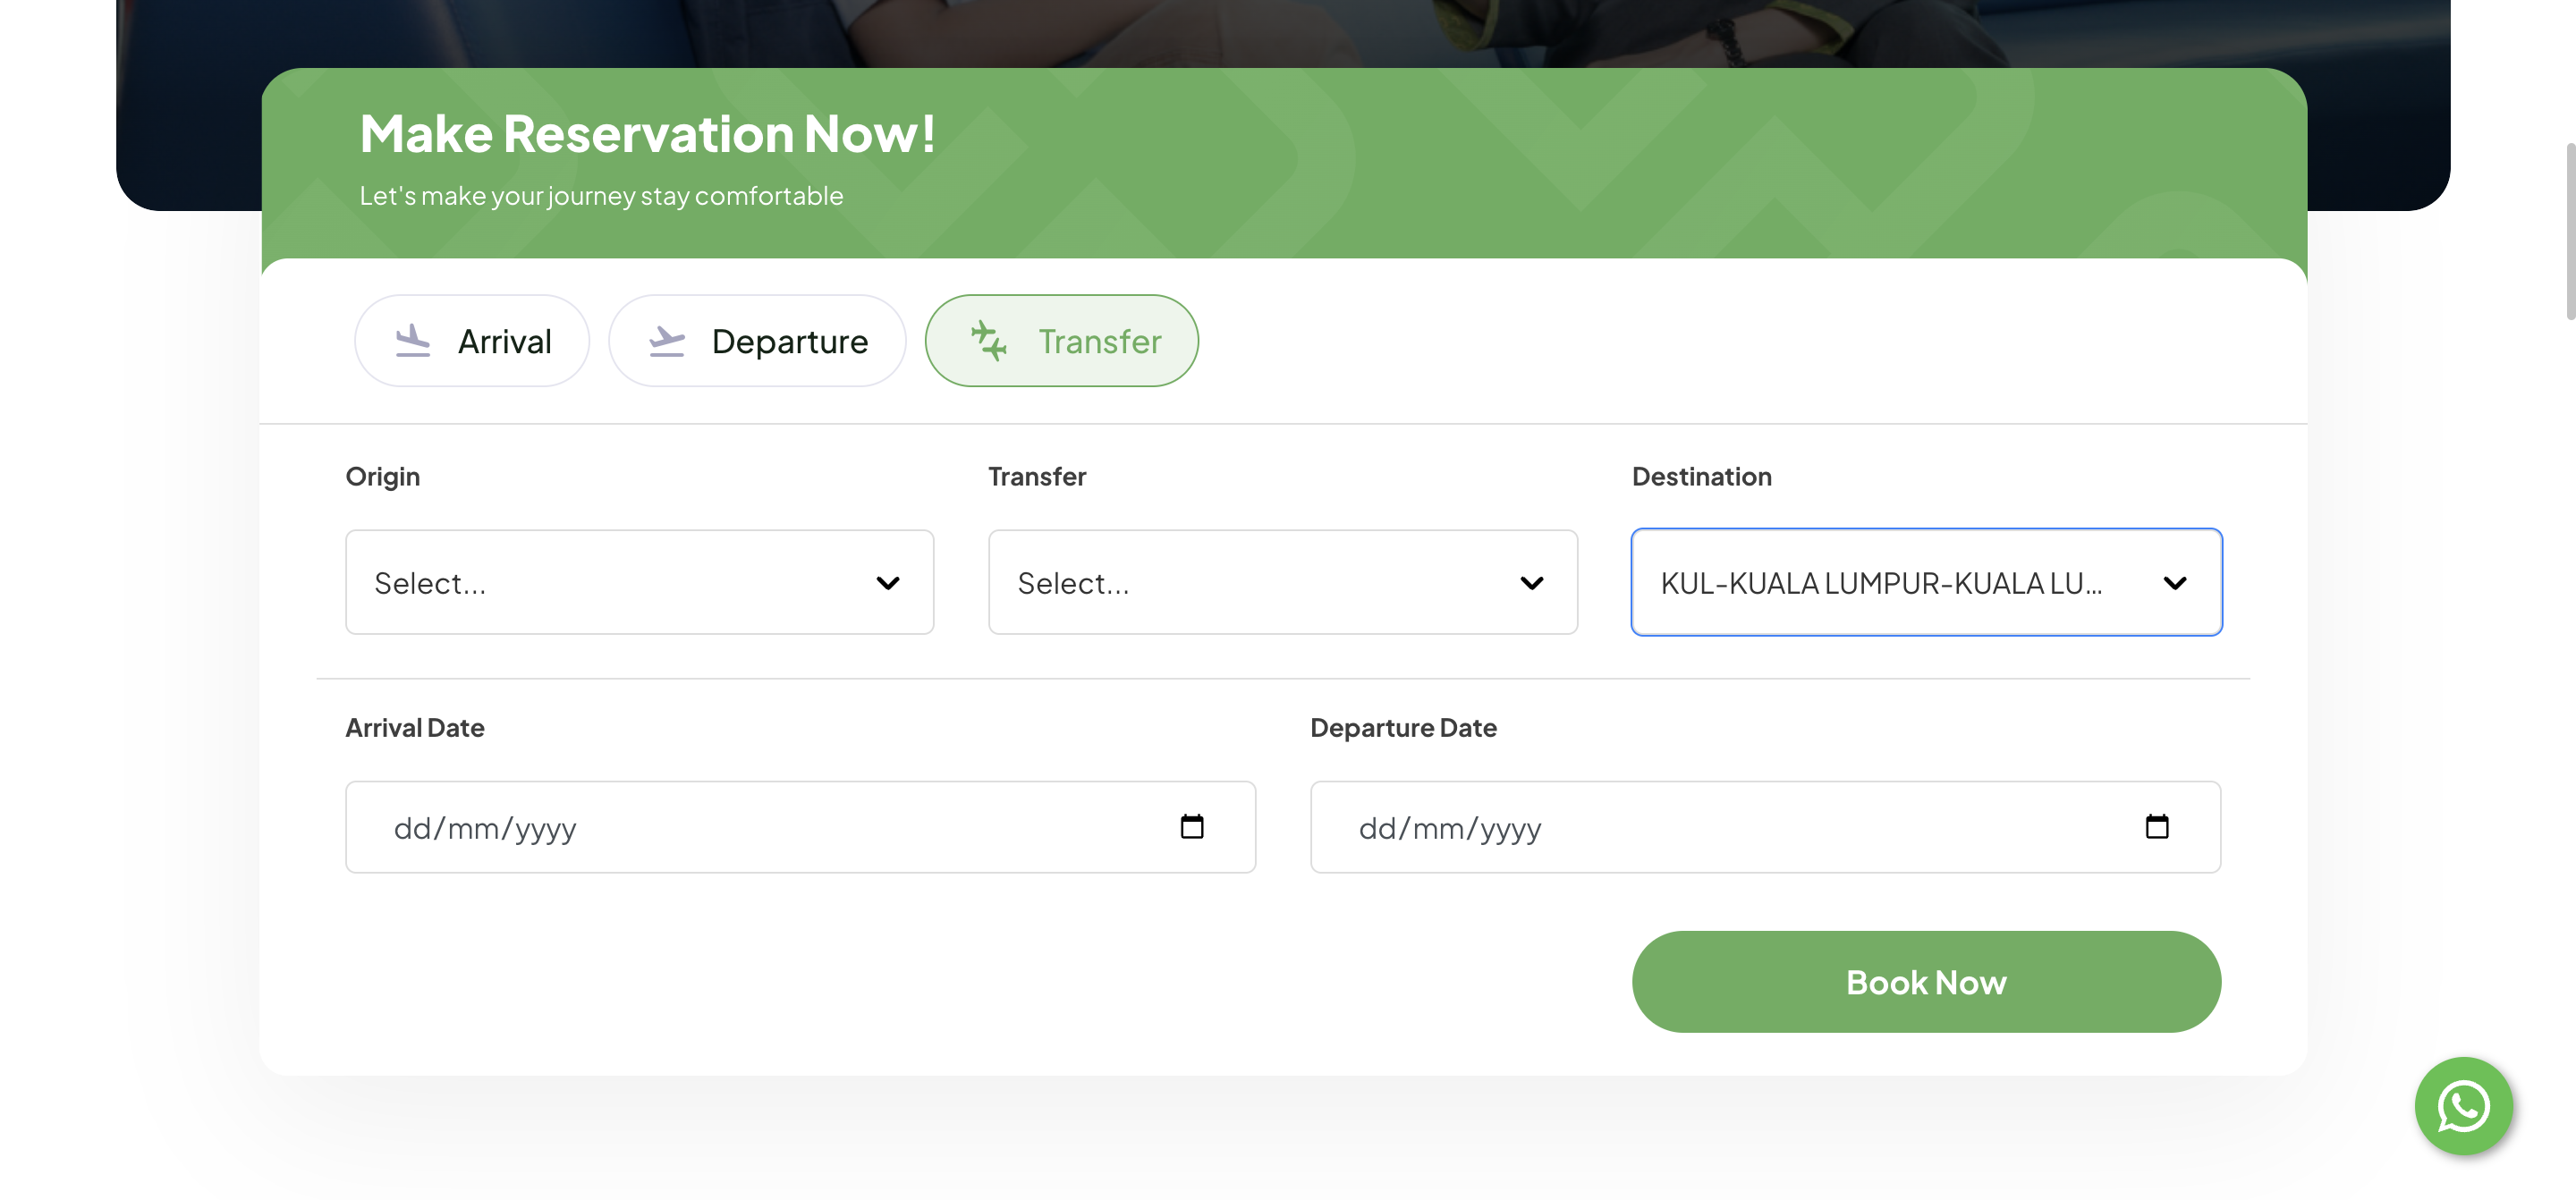 Make Reservation Now!
Let's make your journey stay comfortable
Arrival
Departure
Transfer
Origin
Transfer
Destination
Select...
Select...
KUL-KUALA LUMPUR-KUALA LU...
Arrival Date
Departure Date
dd/mm/yyyy
dd/mm/yyyy
Book Now